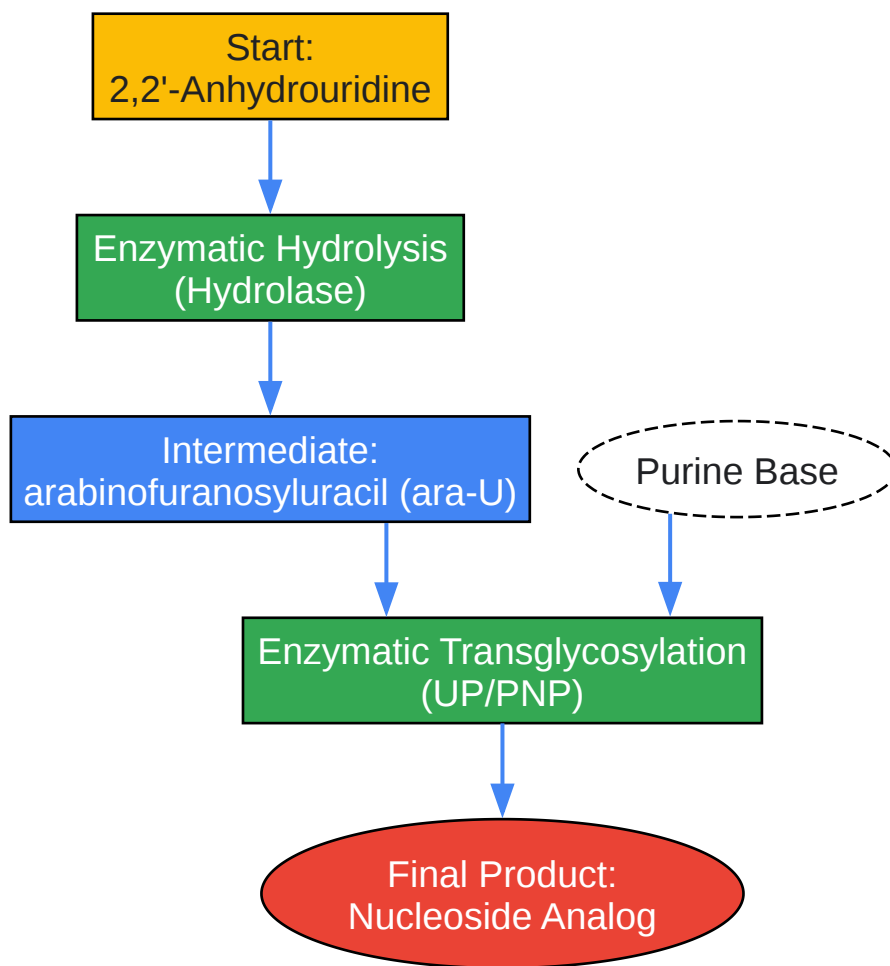 Start:
2,2'-Anhydrouridine
Enzymatic Hydrolysis
(Hydrolase)
Intermediate:
arabinofuranosyluracil (ara-U)
Purine Base
Enzymatic Transglycosylation
(UP/PNP)
Final Product:
Nucleoside Analog